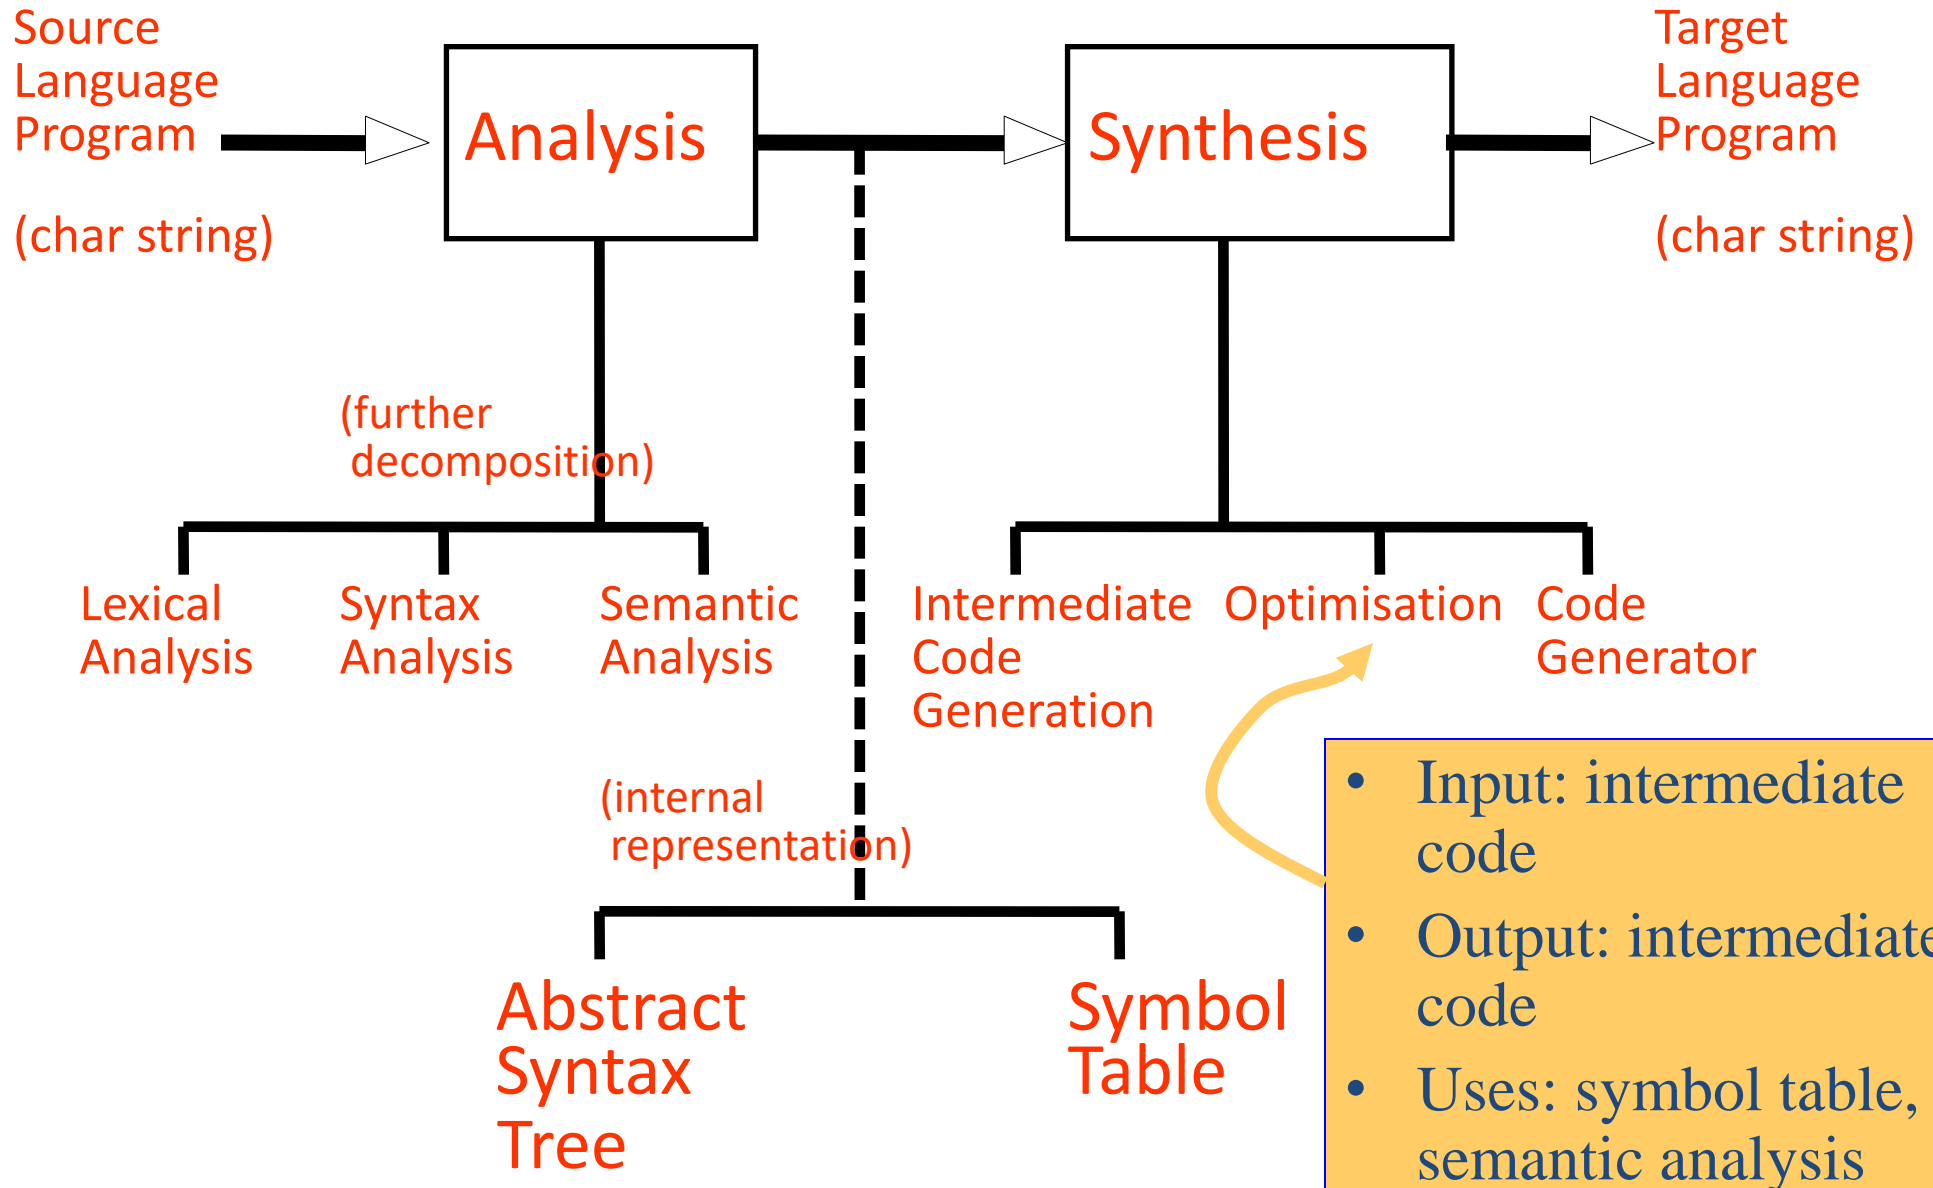 Source
Language
Program
(char string)
Analysis
Synthesis
Target
Language
Program
(char string)
(further
decomposition)
Lexical
Analysis
Syntax
Analysis
Semantic
Analysis
Intermediate
Code
Generation
Optimisation
Code
Generator
(internal
representation)
Abstract
Syntax
Tree
Symbol
Table
• Input: intermediate
code
• Output: intermediate
code
• Uses: symbol table,
semantic analysis